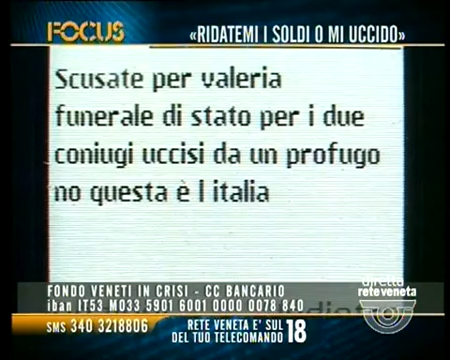 FOCUS
«RIDATEMI I SOLDI O MI UCCIDO»
Scusate per valeria
funerale di stato per i due
coniugi uccisi da un profugo
no questa è l italia
FONDO VENETI IN CRISI - CC BANCARIO
iban IT53 M033 5901 6001 0000 0078 840
diretta
reteveneta
SMS 340 3218806
RETE VENETA E' SUL
DEL TUO TELECOMANDO 18